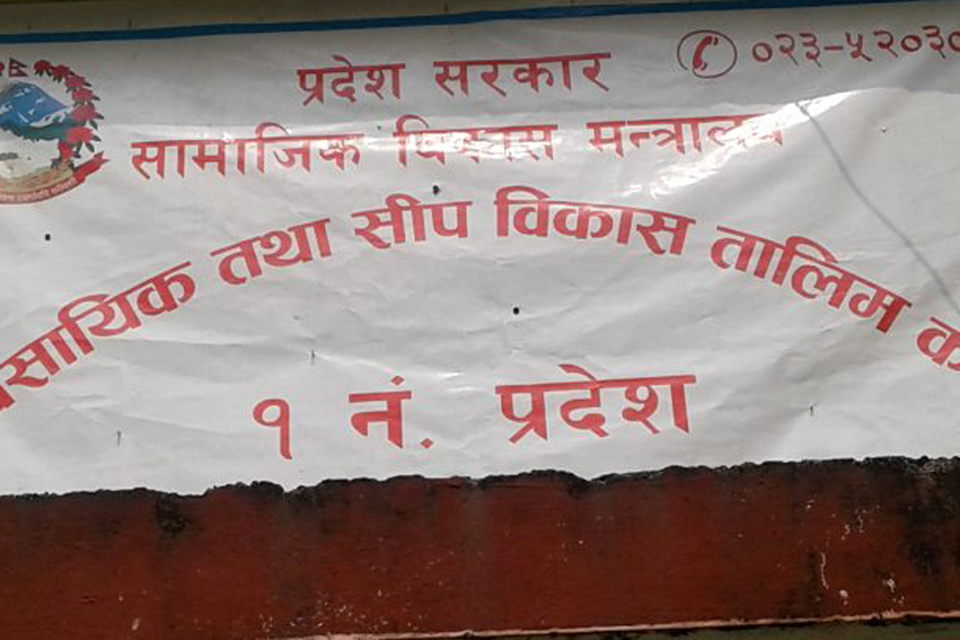 ०२३-५२०३०
प्रदेश सरकार
सामाजिक विकास मन्त्रालय
सायिक तथा सीप विकास तालिम
१ नं. प्रदेश